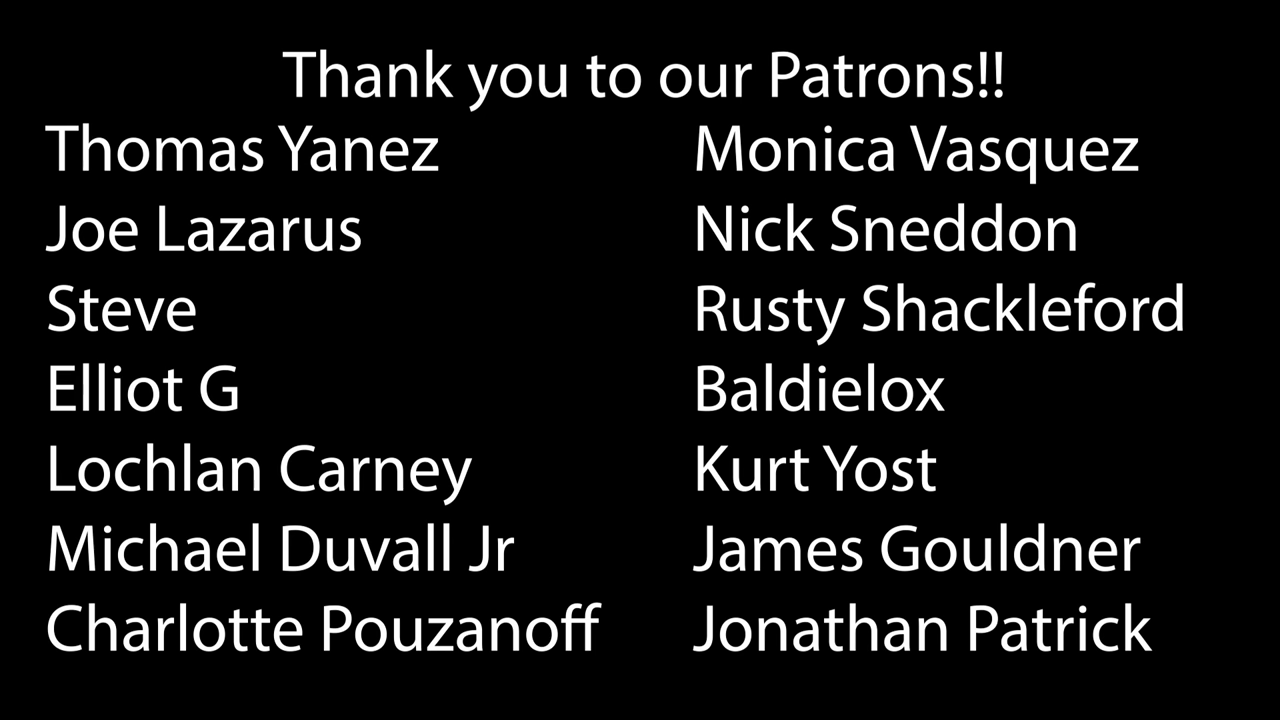 Thank you to our Patrons!!
Thomas Yanez
Joe Lazarus
Steve
Elliot G
Lochlan Carney
Michael Duvall Jr
Charlotte Pouzanoff
Monica Vasquez
Nick Sneddon
Rusty Shackleford
Baldielox
Kurt Yost
James Gouldner
Jonathan Patrick